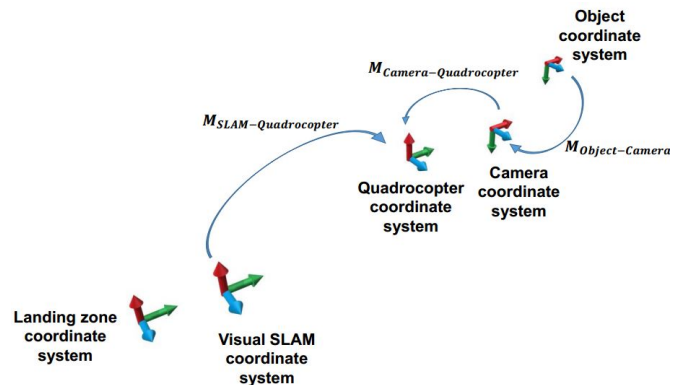 Object
coordinate
system
M_Camera−Quadrocopter
M_SLAM−Quadrocopter
M_Object−Camera
Quadrocopter
coordinate
system
Camera
coordinate
system
Landing zone
coordinate
system
Visual SLAM
coordinate
system